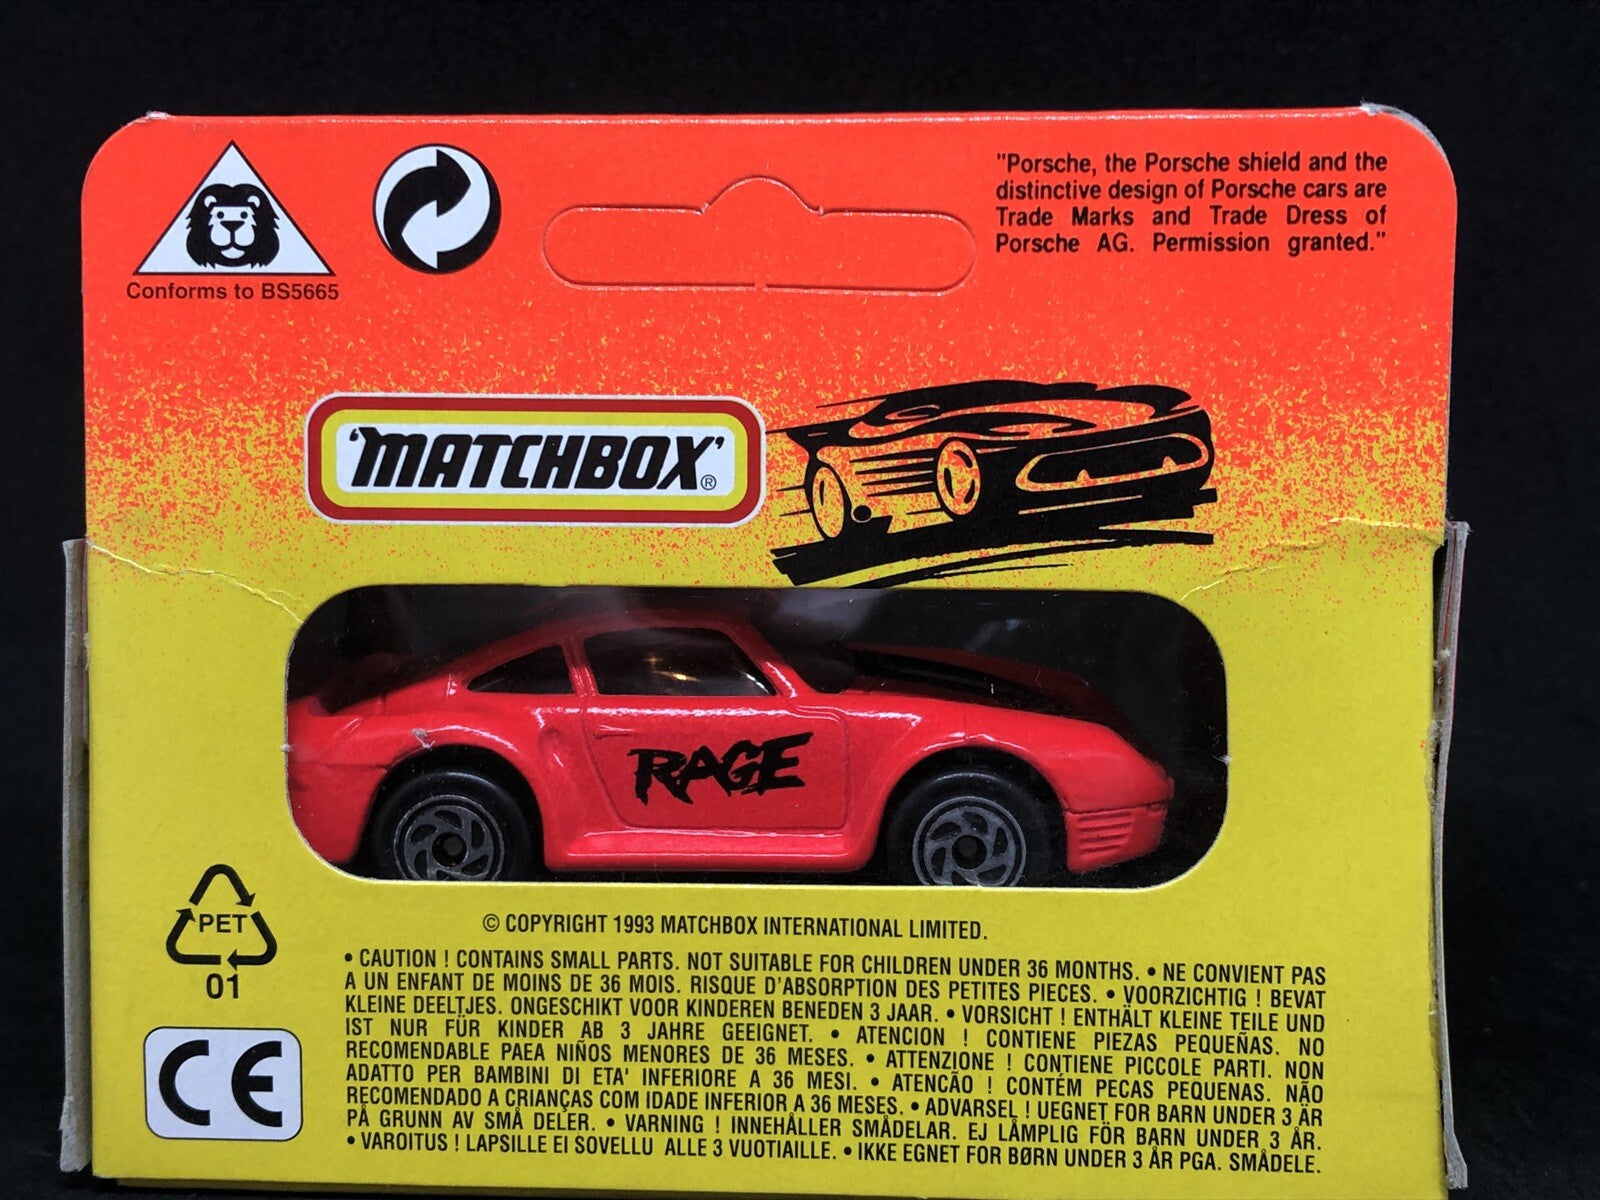 "Porsche, the Porsche shield and the
distinctive design of Porsche cars are
Trade Marks and Trade Dress of
Porsche AG. Permission granted."
Conforms to BS5665
'MATCHBOX'®
RAGE
PET
01
CE
© COPYRIGHT 1993 MATCHBOX INTERNATIONAL LIMITED.
• CAUTION ! CONTAINS SMALL PARTS. NOT SUITABLE FOR CHILDREN UNDER 36 MONTHS. • NE CONVIENT PAS
A UN ENFANT DE MOINS DE 36 MOIS. RISQUE D'ABSORPTION DES PETITES PIECES. • VOORZICHTIG ! BEVAT
KLEINE DEELTJES. ONGESCHIKT VOOR KINDEREN BENEDEN 3 JAAR. • VORSICHT ! ENTHÄLT KLEINE TEILE UND
IST NUR FÜR KINDER AB 3 JAHRE GEEIGNET. • ATENCION ! CONTIENE PIEZAS PEQUEÑAS. NO
RECOMENDABLE PAEA NIÑOS MENORES DE 36 MESES. • ATTENZIONE ! CONTIENE PICCOLE PARTI. NON
ADATTO PER BAMBINI DI ETA' INFERIORE A 36 MESI. • ATENCÃO ! CONTÉM PECAS PEQUENAS. NÃO
RECOMENDADO A CRIANÇAS COM IDADE INFERIOR A 36 MESES. • ADVARSEL ! UEGNET FOR BARN UNDER 3 ÅR
PÅ GRUNN AV SMÅ DELER. • VARNING ! INNEHÅLLER SMÅDELAR. EJ LÄMPLIG FÖR BARN UNDER 3 ÅR.
• VAROITUS ! LAPSILLE EI SOVELLU ALLE 3 VUOTIAILLE. • IKKE EGNET FOR BØRN UNDER 3 ÅR PGA. SMÅDELE.